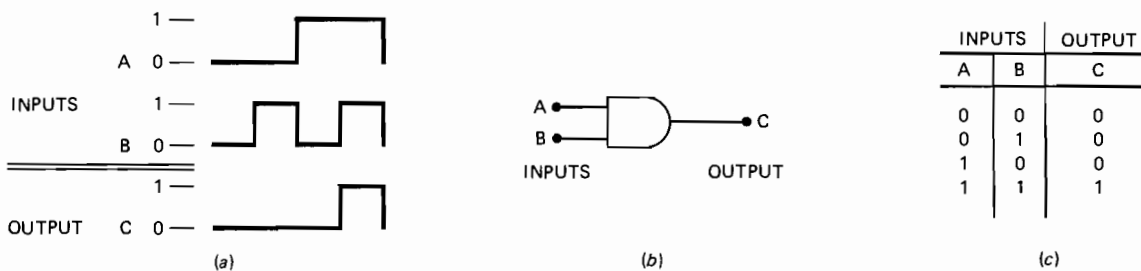 1
A 0
INPUTS 1
B 0
1
OUTPUT C 0
(a)
A
B
C
INPUTS OUTPUT
(b)
INPUTS OUTPUT
A B C
0 0 0
0 1 0
1 0 0
1 1 1
(c)